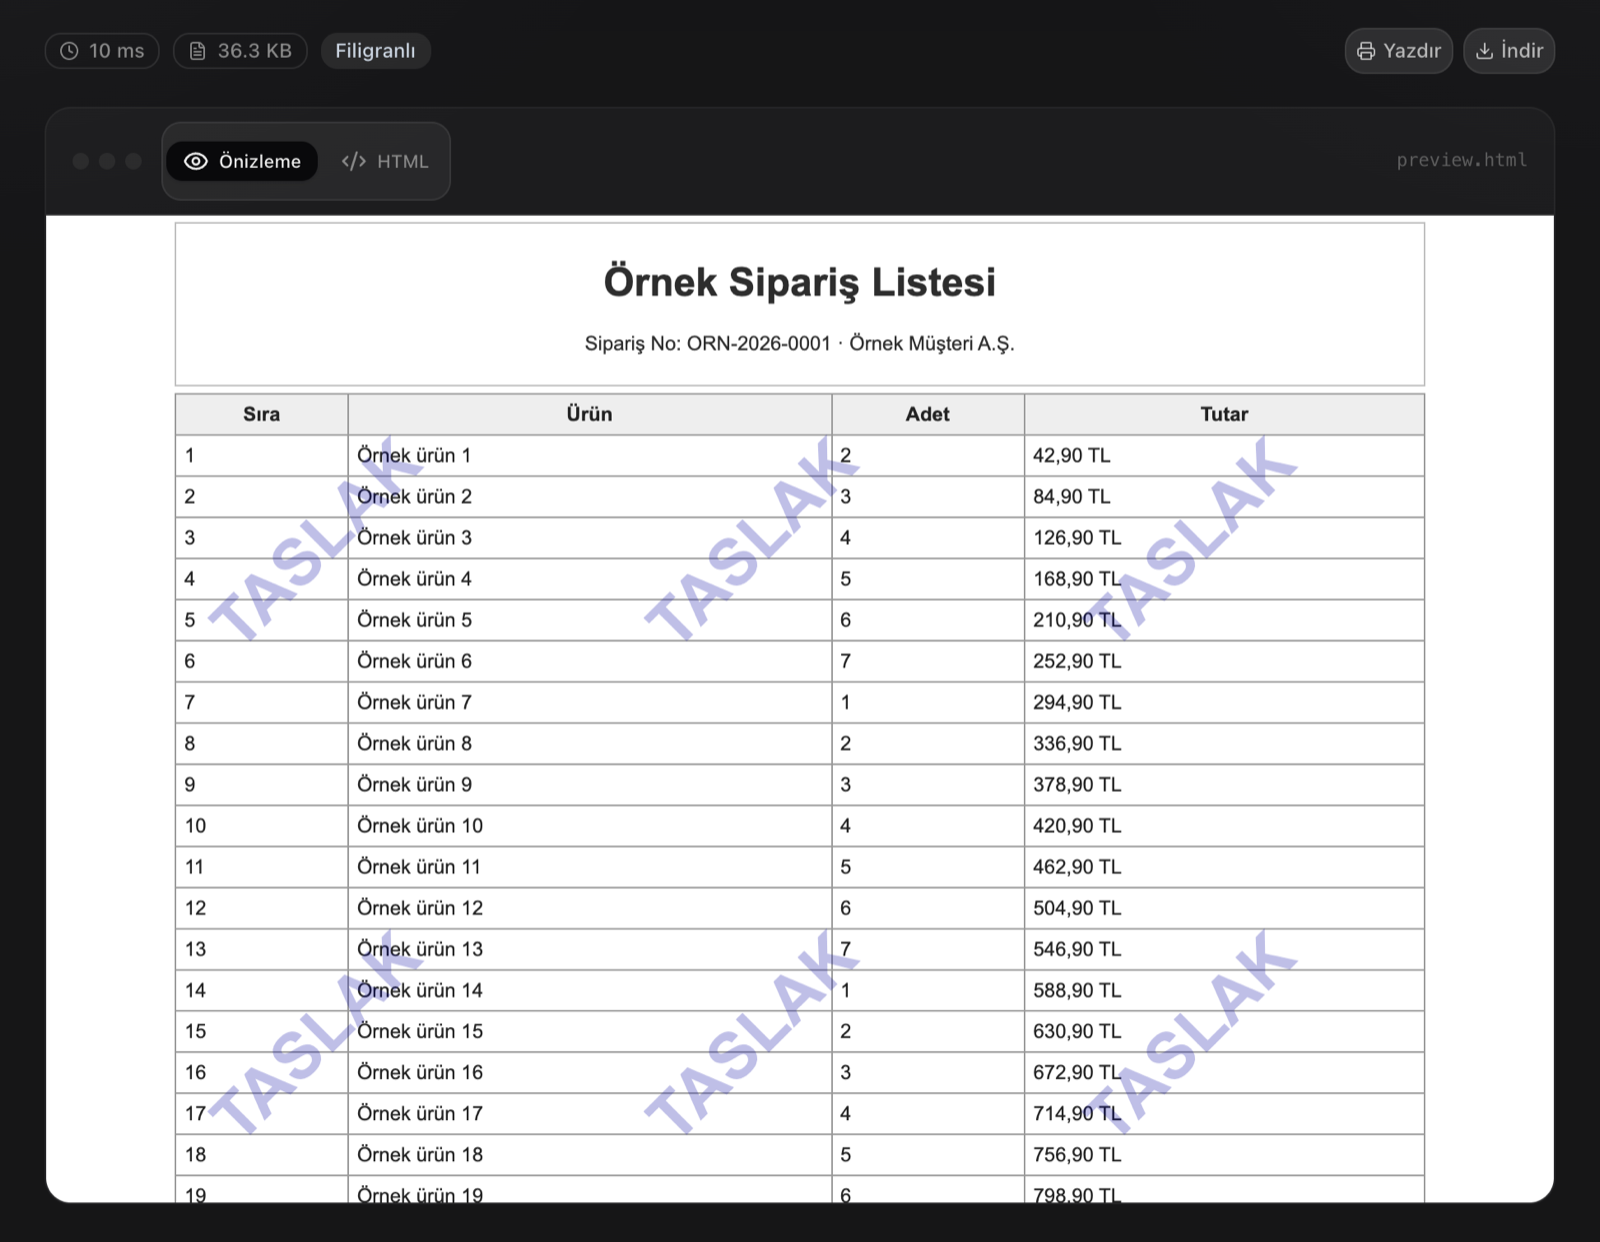 10 ms 36.3 KB Filigranlı Yazdır İndir
Önizleme </> HTML preview.html
Örnek Sipariş Listesi
Sipariş No: ORN-2026-0001 · Örnek Müşteri A.Ş.
Sıra Ürün Adet Tutar
1 Örnek ürün 1 2 42,90 TL
2 Örnek ürün 2 3 84,90 TL
3 Örnek ürün 3 4 126,90 TL
4 Örnek ürün 4 5 168,90 TL
5 Örnek ürün 5 6 210,90 TL
TASLAK TASLAK TASLAK
6 Örnek ürün 6 7 252,90 TL
7 Örnek ürün 7 1 294,90 TL
8 Örnek ürün 8 2 336,90 TL
9 Örnek ürün 9 3 378,90 TL
10 Örnek ürün 10 4 420,90 TL
11 Örnek ürün 11 5 462,90 TL
12 Örnek ürün 12 6 504,90 TL
13 Örnek ürün 13 7 546,90 TL
14 Örnek ürün 14 1 588,90 TL
15 Örnek ürün 15 2 630,90 TL
16 Örnek ürün 16 3 672,90 TL
17 Örnek ürün 17 4 714,90 TL
TASLAK TASLAK TASLAK
18 Örnek ürün 18 5 756,90 TL
19 Örnek ürün 19 6 798,90 TL